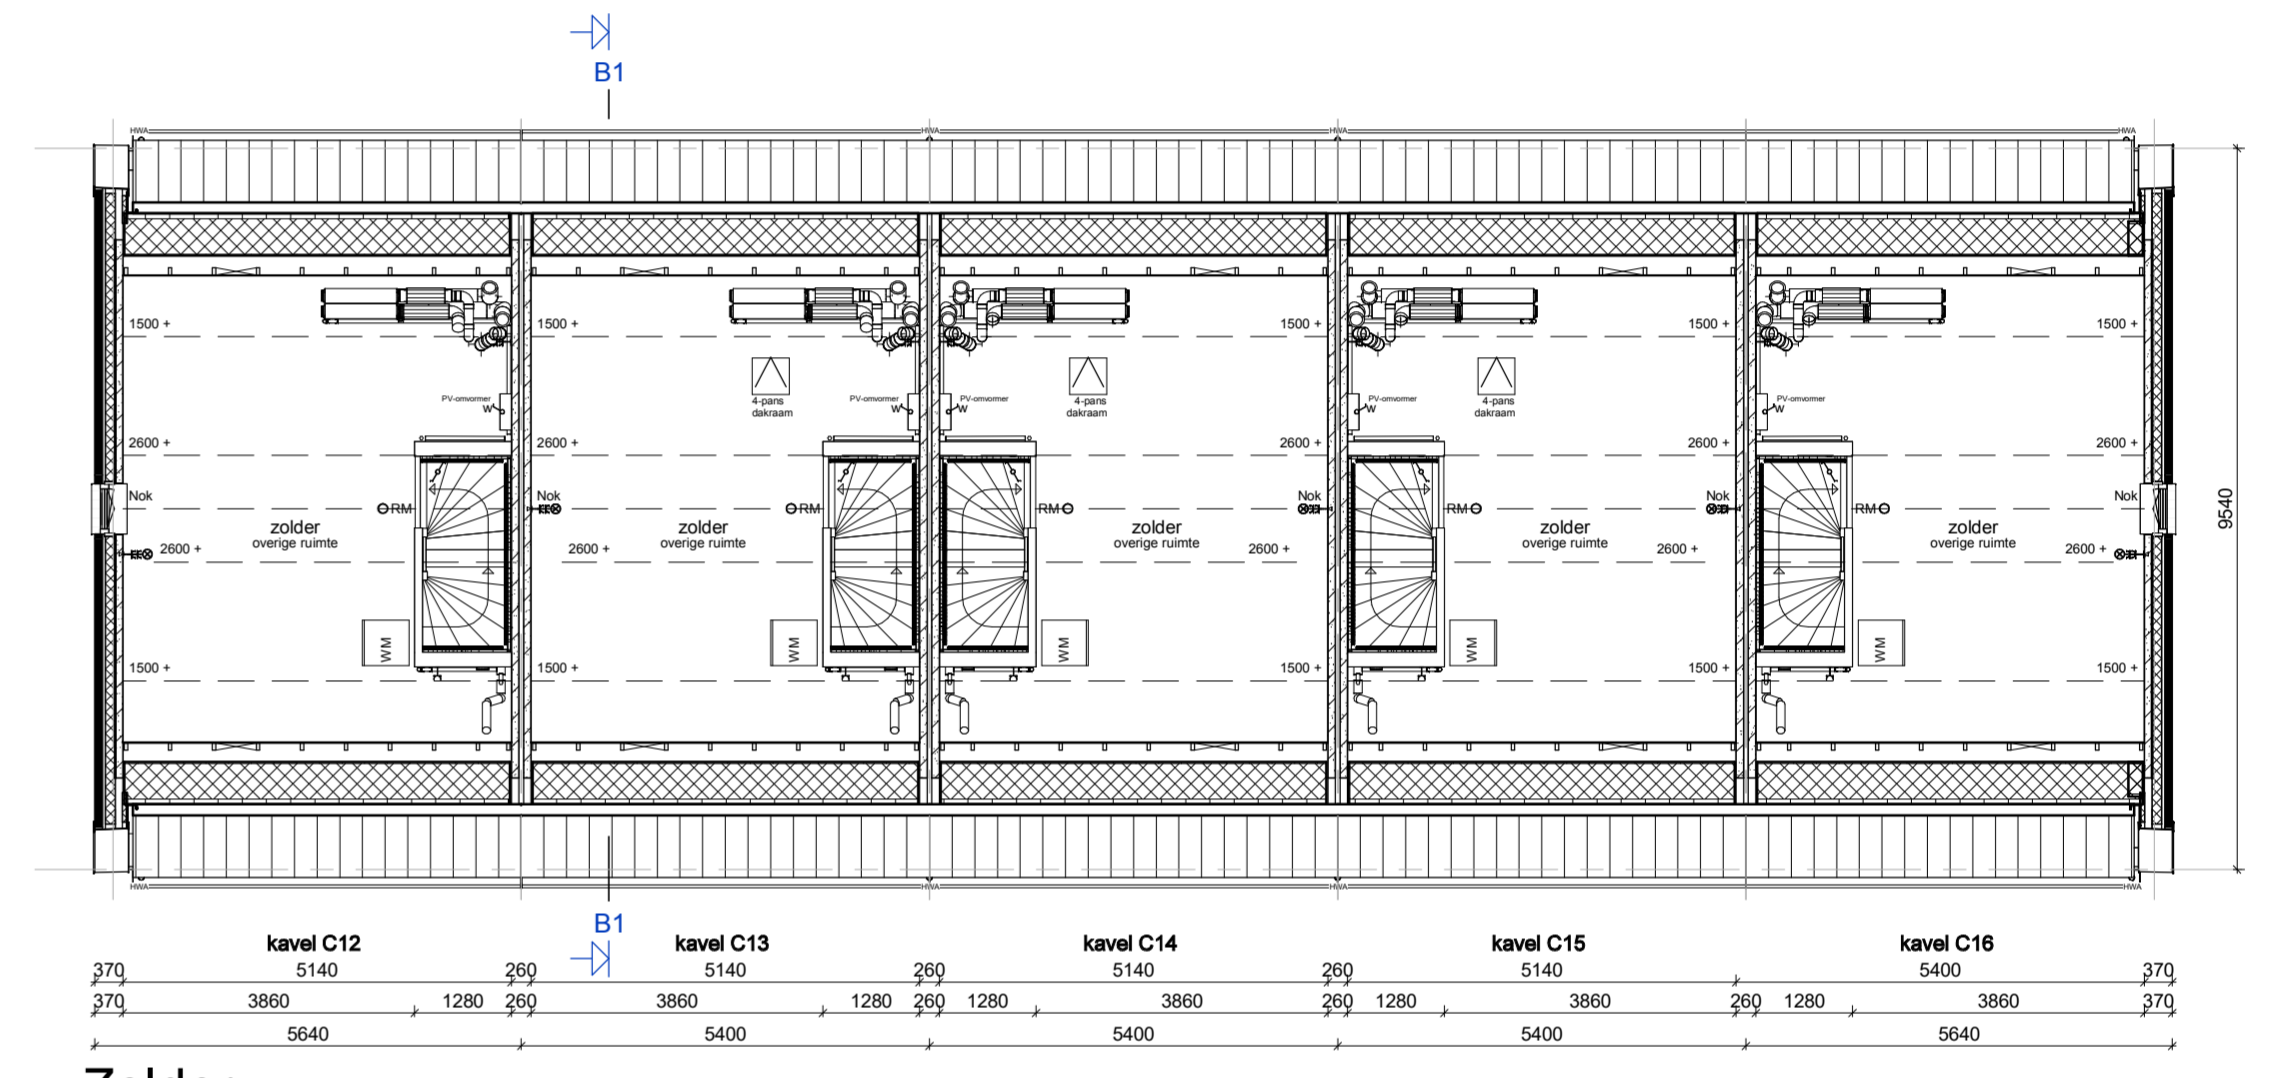 B1
HWA HWA HWA HWA
1500 + 1500 + 1500 + 1500 + 1500 +
4-pans dakraam 4-pans dakraam 4-pans dakraam
PV-omvormer PV-omvormer PV-omvormer PV-omvormer PV-omvormer
W W W W W
2600 + 2600 + 2600 + 2600 + 2600 +
Nok Nok Nok Nok Nok
RM RM RM RM RM
zolder zolder zolder zolder zolder
overige ruimte overige ruimte overige ruimte overige ruimte overige ruimte
2600 + 2600 + 2600 + 2600 + 2600 +
9540
WM WM WM WM WM
1500 + 1500 + 1500 + 1500 + 1500 +
HWA HWA HWA HWA
B1
kavel C12 kavel C13 kavel C14 kavel C15 kavel C16
370 5140 260 5140 260 5140 260 5140 5400 370
370 3860 1280 260 3860 1280 260 1280 3860 260 1280 3860 260 1280 3860 370
5640 5400 5400 5400 5640